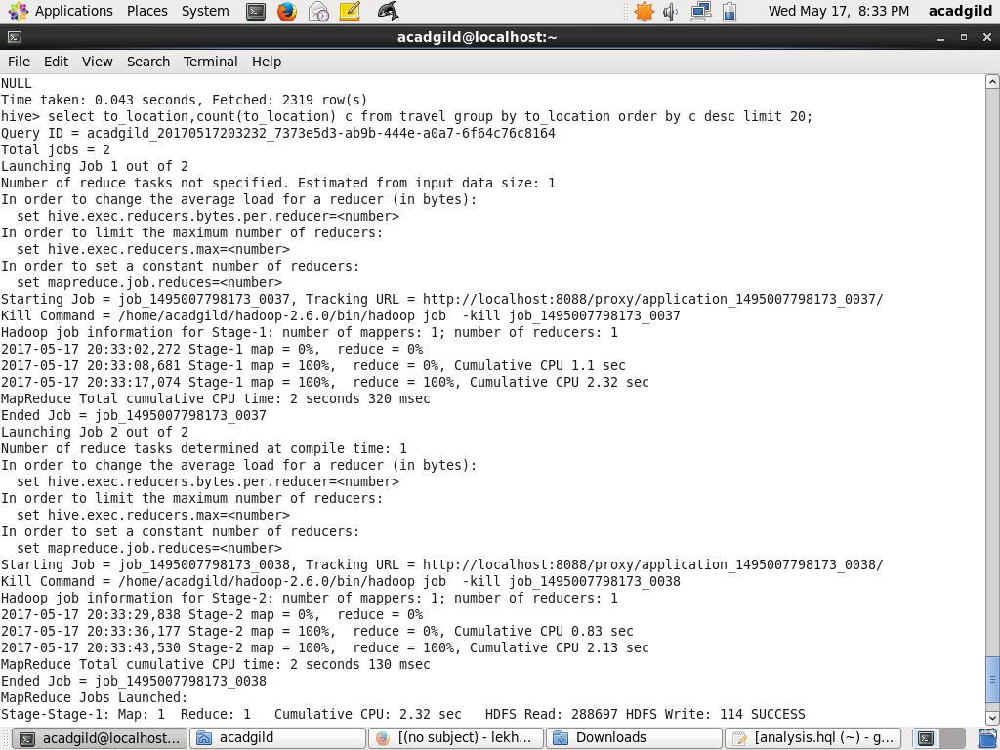 Applications Places System Wed May 17, 8:33 PM acadgild
acadgild@localhost:~
File Edit View Search Terminal Help
NULL
Time taken: 0.043 seconds, Fetched: 2319 row(s)
hive> select to_location,count(to_location) c from travel group by to_location order by c desc limit 20;
Query ID = acadgild_20170517203232_7373e5d3-ab9b-444e-a0a7-6f64c76c8164
Total jobs = 2
Launching Job 1 out of 2
Number of reduce tasks not specified. Estimated from input data size: 1
In order to change the average load for a reducer (in bytes):
  set hive.exec.reducers.bytes.per.reducer=<number>
In order to limit the maximum number of reducers:
  set hive.exec.reducers.max=<number>
In order to set a constant number of reducers:
  set mapreduce.job.reduces=<number>
Starting Job = job_1495007798173_0037, Tracking URL = http://localhost:8088/proxy/application_1495007798173_0037/
Kill Command = /home/acadgild/hadoop-2.6.0/bin/hadoop job  -kill job_1495007798173_0037
Hadoop job information for Stage-1: number of mappers: 1; number of reducers: 1
2017-05-17 20:33:02,272 Stage-1 map = 0%,  reduce = 0%
2017-05-17 20:33:08,681 Stage-1 map = 100%,  reduce = 0%, Cumulative CPU 1.1 sec
2017-05-17 20:33:17,074 Stage-1 map = 100%,  reduce = 100%, Cumulative CPU 2.32 sec
MapReduce Total cumulative CPU time: 2 seconds 320 msec
Ended Job = job_1495007798173_0037
Launching Job 2 out of 2
Number of reduce tasks determined at compile time: 1
In order to change the average load for a reducer (in bytes):
  set hive.exec.reducers.bytes.per.reducer=<number>
In order to limit the maximum number of reducers:
  set hive.exec.reducers.max=<number>
In order to set a constant number of reducers:
  set mapreduce.job.reduces=<number>
Starting Job = job_1495007798173_0038, Tracking URL = http://localhost:8088/proxy/application_1495007798173_0038/
Kill Command = /home/acadgild/hadoop-2.6.0/bin/hadoop job  -kill job_1495007798173_0038
Hadoop job information for Stage-2: number of mappers: 1; number of reducers: 1
2017-05-17 20:33:29,838 Stage-2 map = 0%,  reduce = 0%
2017-05-17 20:33:36,177 Stage-2 map = 100%,  reduce = 0%, Cumulative CPU 0.83 sec
2017-05-17 20:33:43,530 Stage-2 map = 100%,  reduce = 100%, Cumulative CPU 2.13 sec
MapReduce Total cumulative CPU time: 2 seconds 130 msec
Ended Job = job_1495007798173_0038
MapReduce Jobs Launched:
Stage-Stage-1: Map: 1  Reduce: 1   Cumulative CPU: 2.32 sec   HDFS Read: 288697 HDFS Write: 114 SUCCESS
acadgild@localhost:... acadgild [(no subject) - lekh... Downloads [analysis.hql (~) - g...